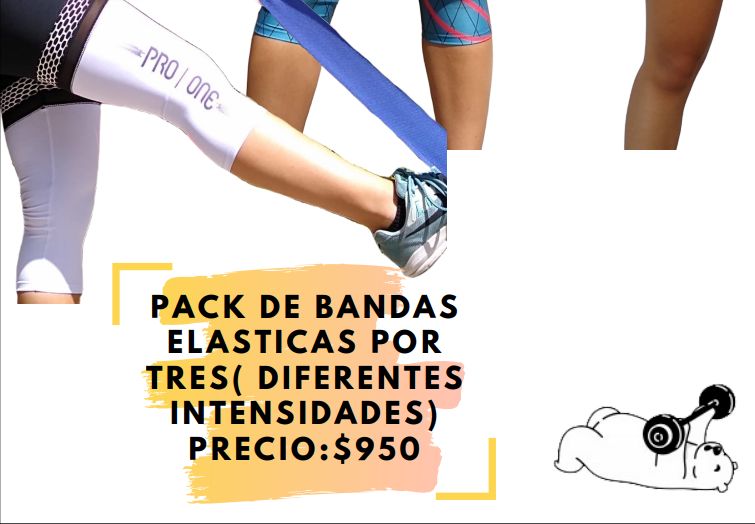 PRO | ONE
PACK DE BANDAS
ELASTICAS POR
TRES( DIFERENTES
INTENSIDADES)
PRECIO:$950